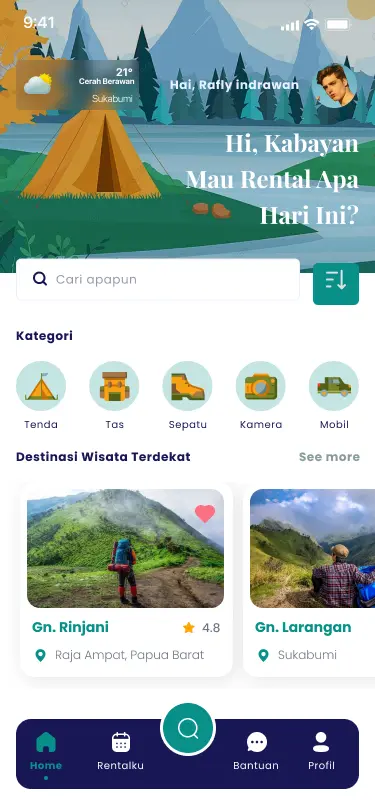 9:41
21°
Cerah Berawan
Sukabumi
Hai, Rafly indrawan
Hi, Kabayan
Mau Rental Apa
Hari Ini?
Cari apapun
Kategori
Tenda
Tas
Sepatu
Kamera
Mobil
Destinasi Wisata Terdekat
See more
Gn. Rinjani
4.8
Raja Ampat, Papua Barat
Gn. Larangan
Sukabumi
Home
Rentalku
Bantuan
Profil